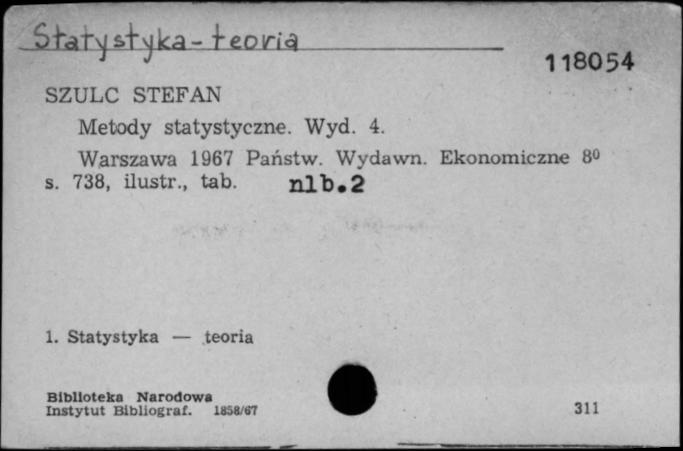 Statystyka - teoria
118054
SZULC STEFAN
Metody statystyczne. Wyd. 4.
Warszawa 1967 Państw. Wydawn. Ekonomiczne 8⁰
s. 738, ilustr., tab. nlb.2
1. Statystyka — teoria
Biblioteka Narodowa
Instytut Bibliograf. 1858/67
311